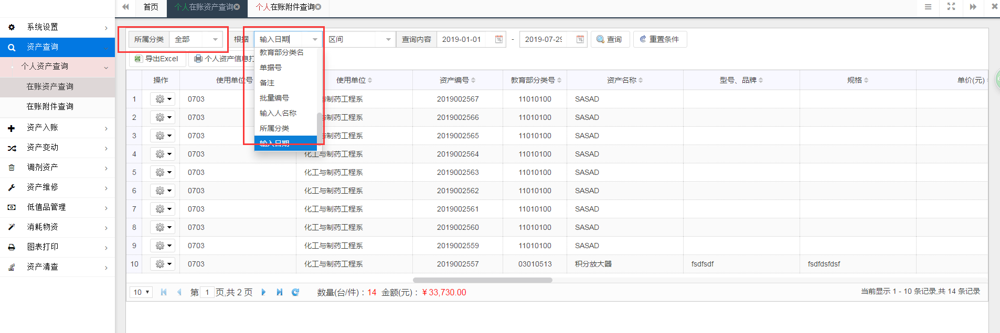 首页 个人在账资产查询 个人在账附件查询
系统设置
资产查询
个人资产查询
在账资产查询
在账附件查询
资产入账
资产变动
调剂资产
资产维修
低值品管理
消耗物资
图表打印
资产清查
所属分类 全部 根据 输入日期 区间 查询内容 2019-01-01 - 2019-07-29 查询 重置条件
导出Excel 个人资产信息打
教育部分类名
单据号
备注
批量编号
输入人名称
所属分类
输入日期
操作 使用单位号 使用单位 资产编号 教育部分类号 资产名称 型号、品牌 规格 单价(元)
1 0703 与制药工程系 2019002567 11010100 SASAD
2 0703 与制药工程系 2019002566 11010100 SASAD
3 0703 与制药工程系 2019002565 11010100 SASAD
4 0703 化工与制药工程系 2019002564 11010100 SASAD
5 0703 化工与制药工程系 2019002563 11010100 SASAD
6 0703 化工与制药工程系 2019002562 11010100 SASAD
7 0703 化工与制药工程系 2019002561 11010100 SASAD
8 0703 化工与制药工程系 2019002560 11010100 SASAD
9 0703 化工与制药工程系 2019002559 11010100 SASAD
10 0703 化工与制药工程系 2019002557 03010513 积分放大器 fsdfsdf fsdfdsfdsf
10 第 1 页,共 2 页 数量(台/件)：14 金额(元)：￥33,730.00 当前显示 1 - 10 条记录,共 14 条记录